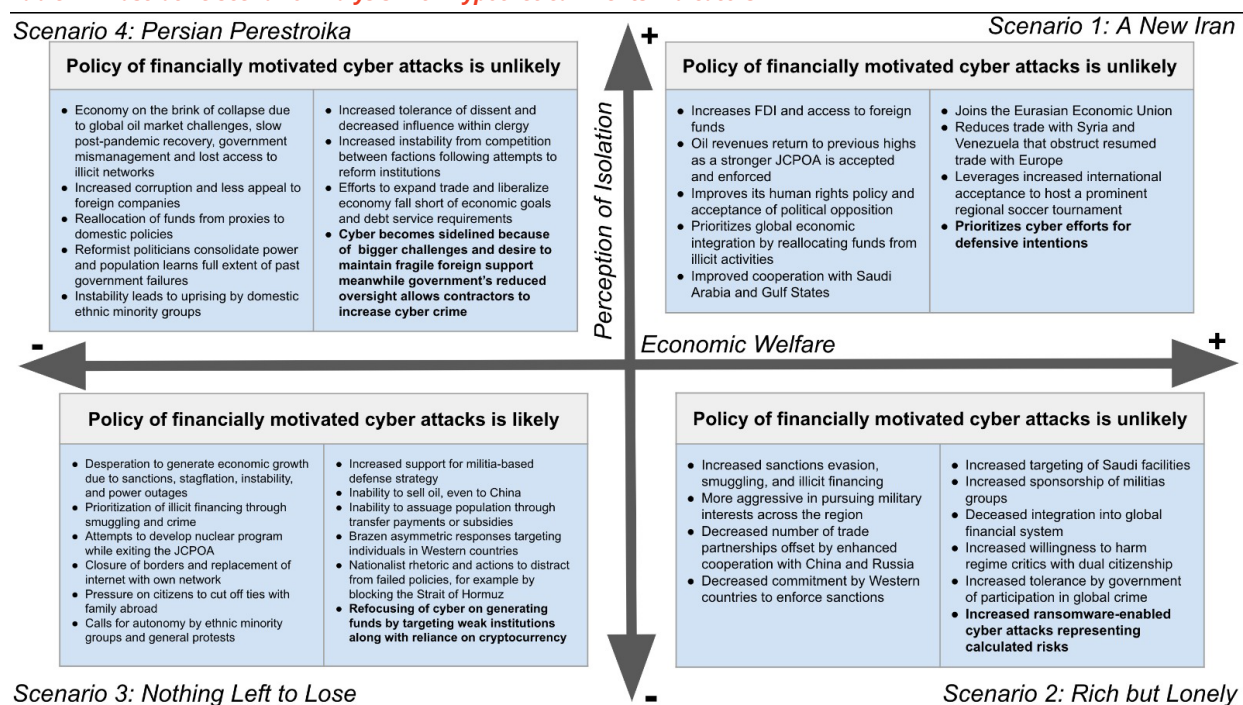 Scenario 4: Persian Perestroika
Policy of financially motivated cyber attacks is unlikely
● Economy on the brink of collapse due
to global oil market challenges, slow
post-pandemic recovery, government
mismanagement and lost access to
illicit networks
● Increased corruption and less appeal to
foreign companies
● Reallocation of funds from proxies to
domestic policies
● Reformist politicians consolidate power
and population learns full extent of past
government failures
● Instability leads to uprising by domestic
ethnic minority groups
● Increased tolerance of dissent and
decreased influence within clergy
● Increased instability from competition
between factions following attempts to
reform institutions
● Efforts to expand trade and liberalize
economy fall short of economic goals
and debt service requirements
● Cyber becomes sidelined because
of bigger challenges and desire to
maintain fragile foreign support
meanwhile government's reduced
oversight allows contractors to
increase cyber crime
+
Perception of Isolation
Scenario 1: A New Iran
Policy of financially motivated cyber attacks is unlikely
● Increases FDI and access to foreign
funds
● Oil revenues return to previous highs
as a stronger JCPOA is accepted
and enforced
● Improves its human rights policy and
acceptance of political opposition
● Prioritizes global economic
integration by reallocating funds from
illicit activities
● Improved cooperation with Saudi
Arabia and Gulf States
● Joins the Eurasian Economic Union
● Reduces trade with Syria and
Venezuela that obstruct resumed
trade with Europe
● Leverages increased international
acceptance to host a prominent
regional soccer tournament
● Prioritizes cyber efforts for
defensive intentions
-
Economic Welfare
+
Policy of financially motivated cyber attacks is likely
● Desperation to generate economic growth
due to sanctions, stagflation, instability,
and power outages
● Prioritization of illicit financing through
smuggling and crime
● Attempts to develop nuclear program
while exiting the JCPOA
● Closure of borders and replacement of
internet with own network
● Pressure on citizens to cut off ties with
family abroad
● Calls for autonomy by ethnic minority
groups and general protests
● Increased support for militia-based
defense strategy
● Inability to sell oil, even to China
● Inability to assuage population through
transfer payments or subsidies
● Brazen asymmetric responses targeting
individuals in Western countries
● Nationalist rhetoric and actions to distract
from failed policies, for example by
blocking the Strait of Hormuz
● Refocusing of cyber on generating
funds by targeting weak institutions
along with reliance on cryptocurrency
Scenario 3: Nothing Left to Lose
Policy of financially motivated cyber attacks is unlikely
● Increased sanctions evasion,
smuggling, and illicit financing
● More aggressive in pursuing military
interests across the region
● Decreased number of trade
partnerships offset by enhanced
cooperation with China and Russia
● Decreased commitment by Western
countries to enforce sanctions
● Increased targeting of Saudi facilities
● Increased sponsorship of militias
groups
● Deceased integration into global
financial system
● Increased willingness to harm
regime critics with dual citizenship
● Increased tolerance by government
of participation in global crime
● Increased ransomware-enabled
cyber attacks representing
calculated risks
-
Scenario 2: Rich but Lonely